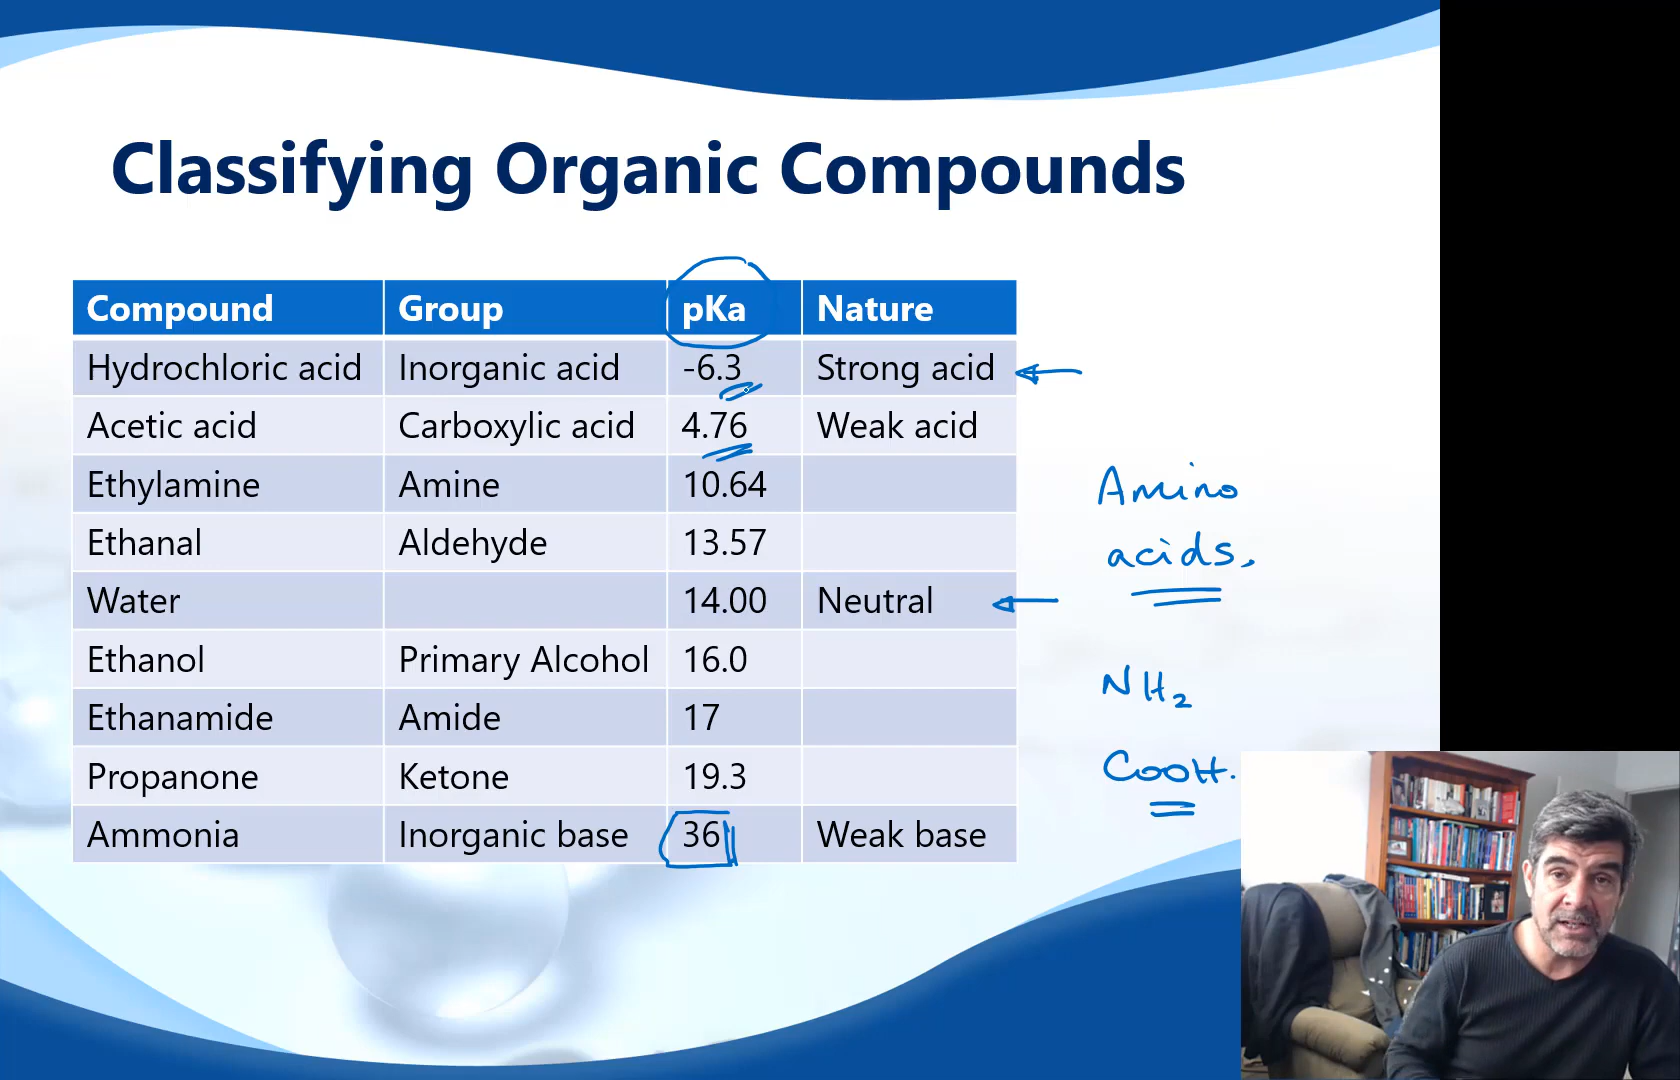 Classifying Organic Compounds
Compound Group pKa Nature
Hydrochloric acid Inorganic acid -6.3 Strong acid
Acetic acid Carboxylic acid 4.76 Weak acid
Ethylamine Amine 10.64
Ethanal Aldehyde 13.57
Water 14.00 Neutral
Ethanol Primary Alcohol 16.0
Ethanamide Amide 17
Propanone Ketone 19.3
Ammonia Inorganic base 36 Weak base
Amino
acids,
NH2
COOH.